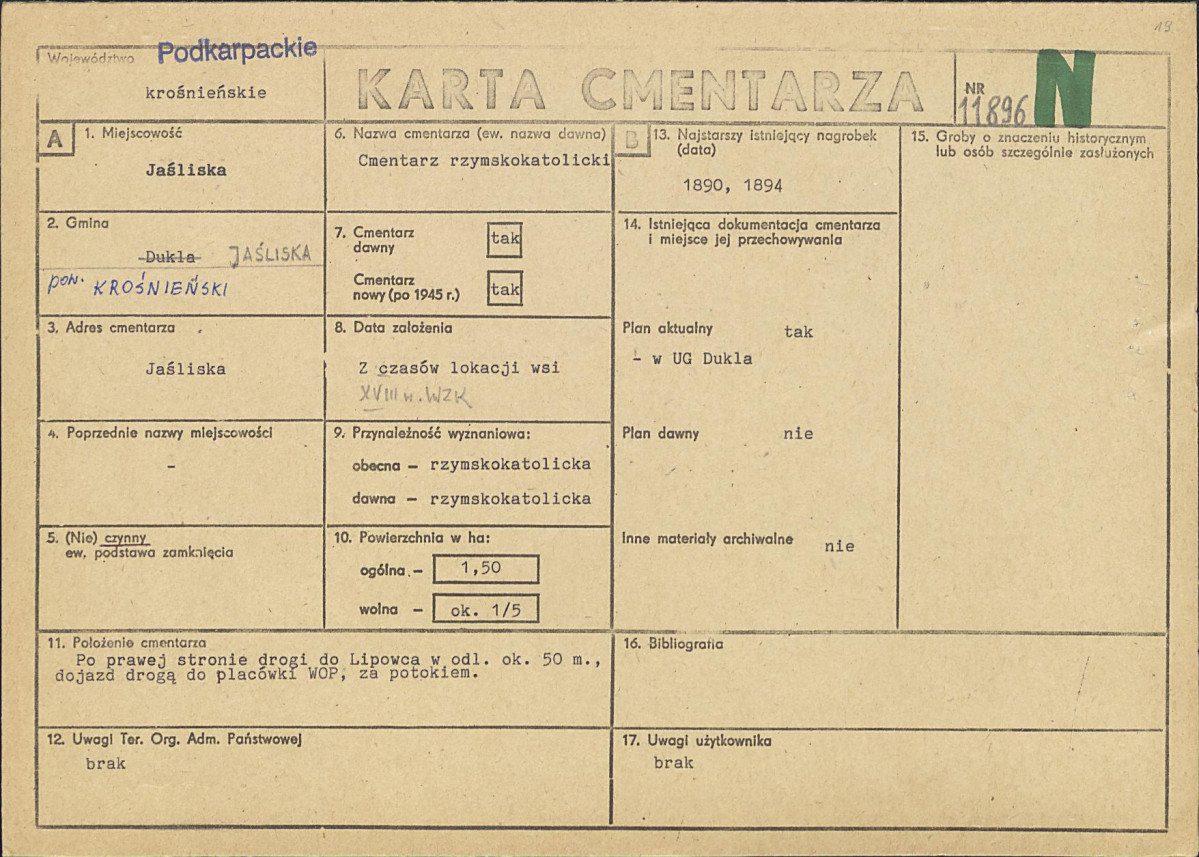 19
Województwo Podkarpackie
krośnieńskie
KARTA CMENTARZA
NR
11896
N
A
1. Miejscowość
Jaśliska
2. Gmina
Dukla JAŚLISKA
pow. KROŚNIEŃSKI
3. Adres cmentarza
Jaśliska
4. Poprzednie nazwy miejscowości
-
5. (Nie) czynny
ew. podstawa zamknięcia
6. Nazwa cmentarza (ew. nazwa dawna)
Cmentarz rzymskokatolicki
7. Cmentarz
dawny tak
Cmentarz
nowy (po 1945 r.) tak
8. Data założenia
Z czasów lokacji wsi
XVIII w. WZK
9. Przynależność wyznaniowa:
obecna — rzymskokatolicka
dawna — rzymskokatolicka
10. Powierzchnia w ha:
ogólna — 1,50
wolna — ok. 1/5
11. Położenie cmentarza
Po prawej stronie drogi do Lipowca w odl. ok. 50 m.,
dojazd drogą do placówki WOP, za potokiem.
12. Uwagi Ter. Org. Adm. Państwowej
brak
B
13. Najstarszy istniejący nagrobek
(data)
1890, 1894
14. Istniejąca dokumentacja cmentarza
i miejsce jej przechowywania
Plan aktualny tak
- w UG Dukla
Plan dawny nie
Inne materiały archiwalne nie
15. Groby o znaczeniu historycznym
lub osób szczególnie zasłużonych
16. Bibliografia
17. Uwagi użytkownika
brak